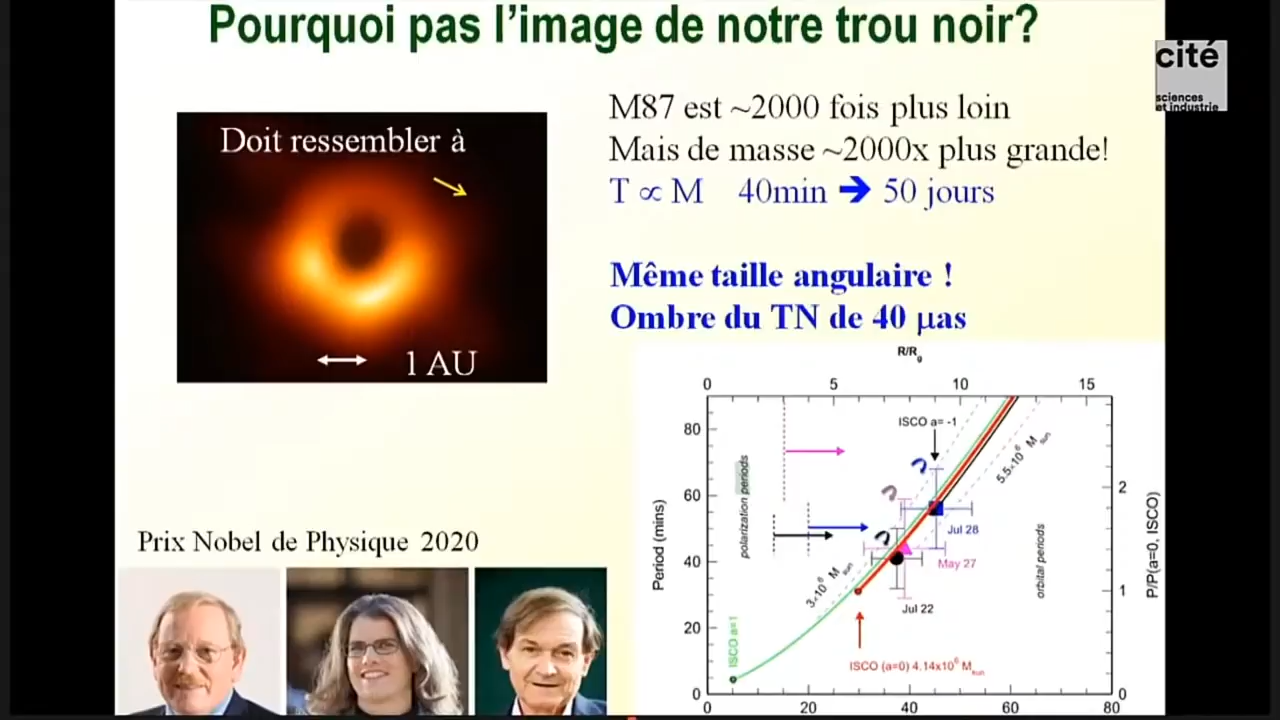 Pourquoi pas l'image de notre trou noir?
cité
sciences
et industrie
Doit ressembler à
1 AU
M87 est ~2000 fois plus loin
Mais de masse ~2000x plus grande!
T ∝ M 40min ➔ 50 jours
Même taille angulaire !
Ombre du TN de 40 µas
Prix Nobel de Physique 2020
R/Rg
0 5 10 15
ISCO a= -1
5.5×10⁶ Msun
polarization periods
Period (mins)
80
60
40
20
0
Jul 28
May 27
Jul 22
3×10⁶ Msun
orbital periods
P/P(a=0, ISCO)
2
1
0
ISCO a=1
ISCO (a=0) 4.14x10⁶ Msun
0 20 40 60 80